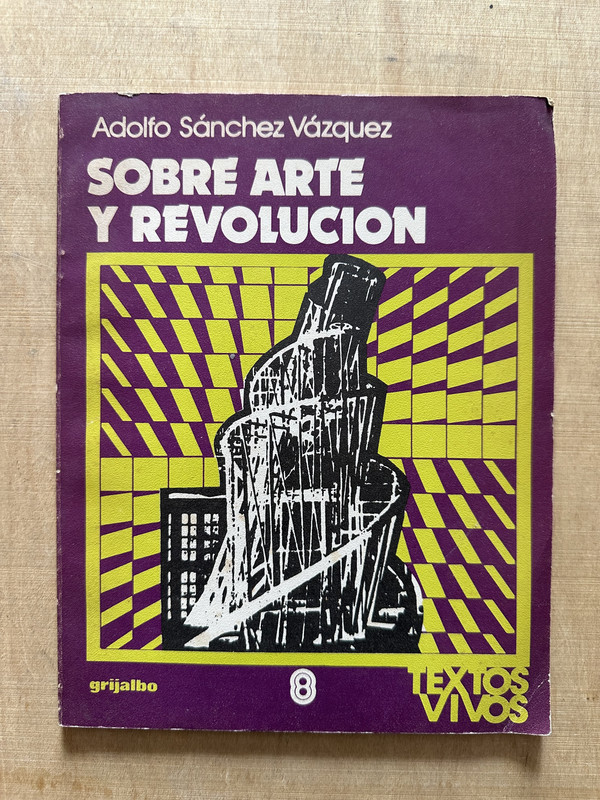 Adolfo Sánchez Vázquez
SOBRE ARTE
Y REVOLUCION
grijalbo
8
TEXTOS
VIVOS